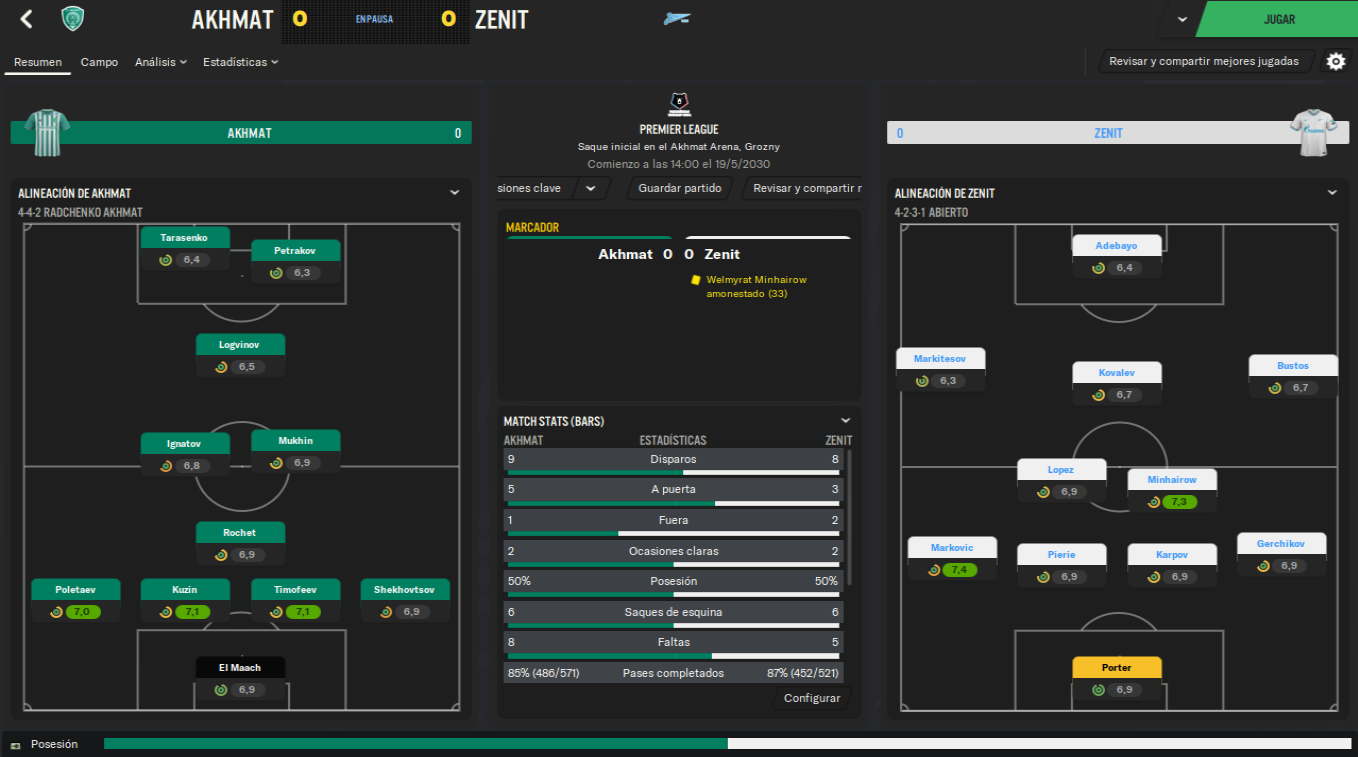 AKHMAT 0 EN PAUSA 0 ZENIT
JUGAR
Resumen Campo Análisis Estadísticas
Revisar y compartir mejores jugadas
AKHMAT 0
ALINEACIÓN DE AKHMAT
4-4-2 RADCHENKO AKHMAT
Tarasenko
6,4
Petrakov
6,3
Logvinov
6,5
Ignatov
6,8
Mukhin
6,9
Rochet
6,9
Poletaev
7,0
Kuzin
7,1
Timofeev
7,1
Shekhovtsov
6,9
El Maach
6,9
PREMIER LEAGUE
Saque inicial en el Akhmat Arena, Grozny
Comienzo a las 14:00 el 19/5/2030
siones clave
Guardar partido
Revisar y compartir r
MARCADOR
Akhmat 0 0 Zenit
Welmyrat Minhairow
amonestado (33)
MATCH STATS (BARS)
AKHMAT ESTADÍSTICAS ZENIT
9 Disparos 8
5 A puerta 3
1 Fuera 2
2 Ocasiones claras 2
50% Posesión 50%
6 Saques de esquina 6
8 Faltas 5
85% (486/571) Pases completados 87% (452/521)
Configurar
0 ZENIT
ALINEACIÓN DE ZENIT
4-2-3-1 ABIERTO
Adebayo
6,4
Markitesov
6,3
Kovalev
6,7
Bustos
6,7
Lopez
6,9
Minhairow
7,3
Markovic
7,4
Pierie
6,9
Karpov
6,9
Gerchikov
6,9
Porter
6,9
Posesión